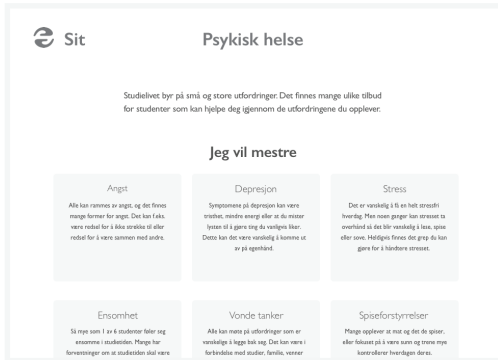 Sit
Psykisk helse
Studielivet byr på små og store utfordringer. Det finnes mange ulike tilbud
for studenter som kan hjelpe deg igjennom de utfordringene du opplever.
Jeg vil mestre
Angst
Alle kan rammes av angst, og det finnes
mange former for angst. Det kan f.eks.
være redsel for å ikke strekke til eller
redsel for å være sammen med andre.
Depresjon
Symptomene på depresjon kan være
tristhet, mindre energi eller at du mister
lysten til å gjøre ting du vanligvis liker.
Dette kan det være vanskelig å komme ut
av på egenhånd.
Stress
Det er vanskelig å få en helt stressfri
hverdag. Men noen ganger kan stresset ta
overhånd så det blir vanskelig å lese, spise
eller sove. Heldigvis finnes det grep du kan
gjøre for å håndtere stresset.
Ensomhet
Så mye som 1 av 6 studenter føler seg
ensomme i studietiden. Mange har
forventninger om at studietiden skal være
Vonde tanker
Alle kan møte på utfordringer som er
vanskelige å legge bak seg. Det kan være i
forbindelse med studier, familie, venner
Spiseforstyrrelser
Mange opplever at mat og det de spiser,
eller fokuset på å være sunn og trene mye
kontrollerer hverdagen deres.